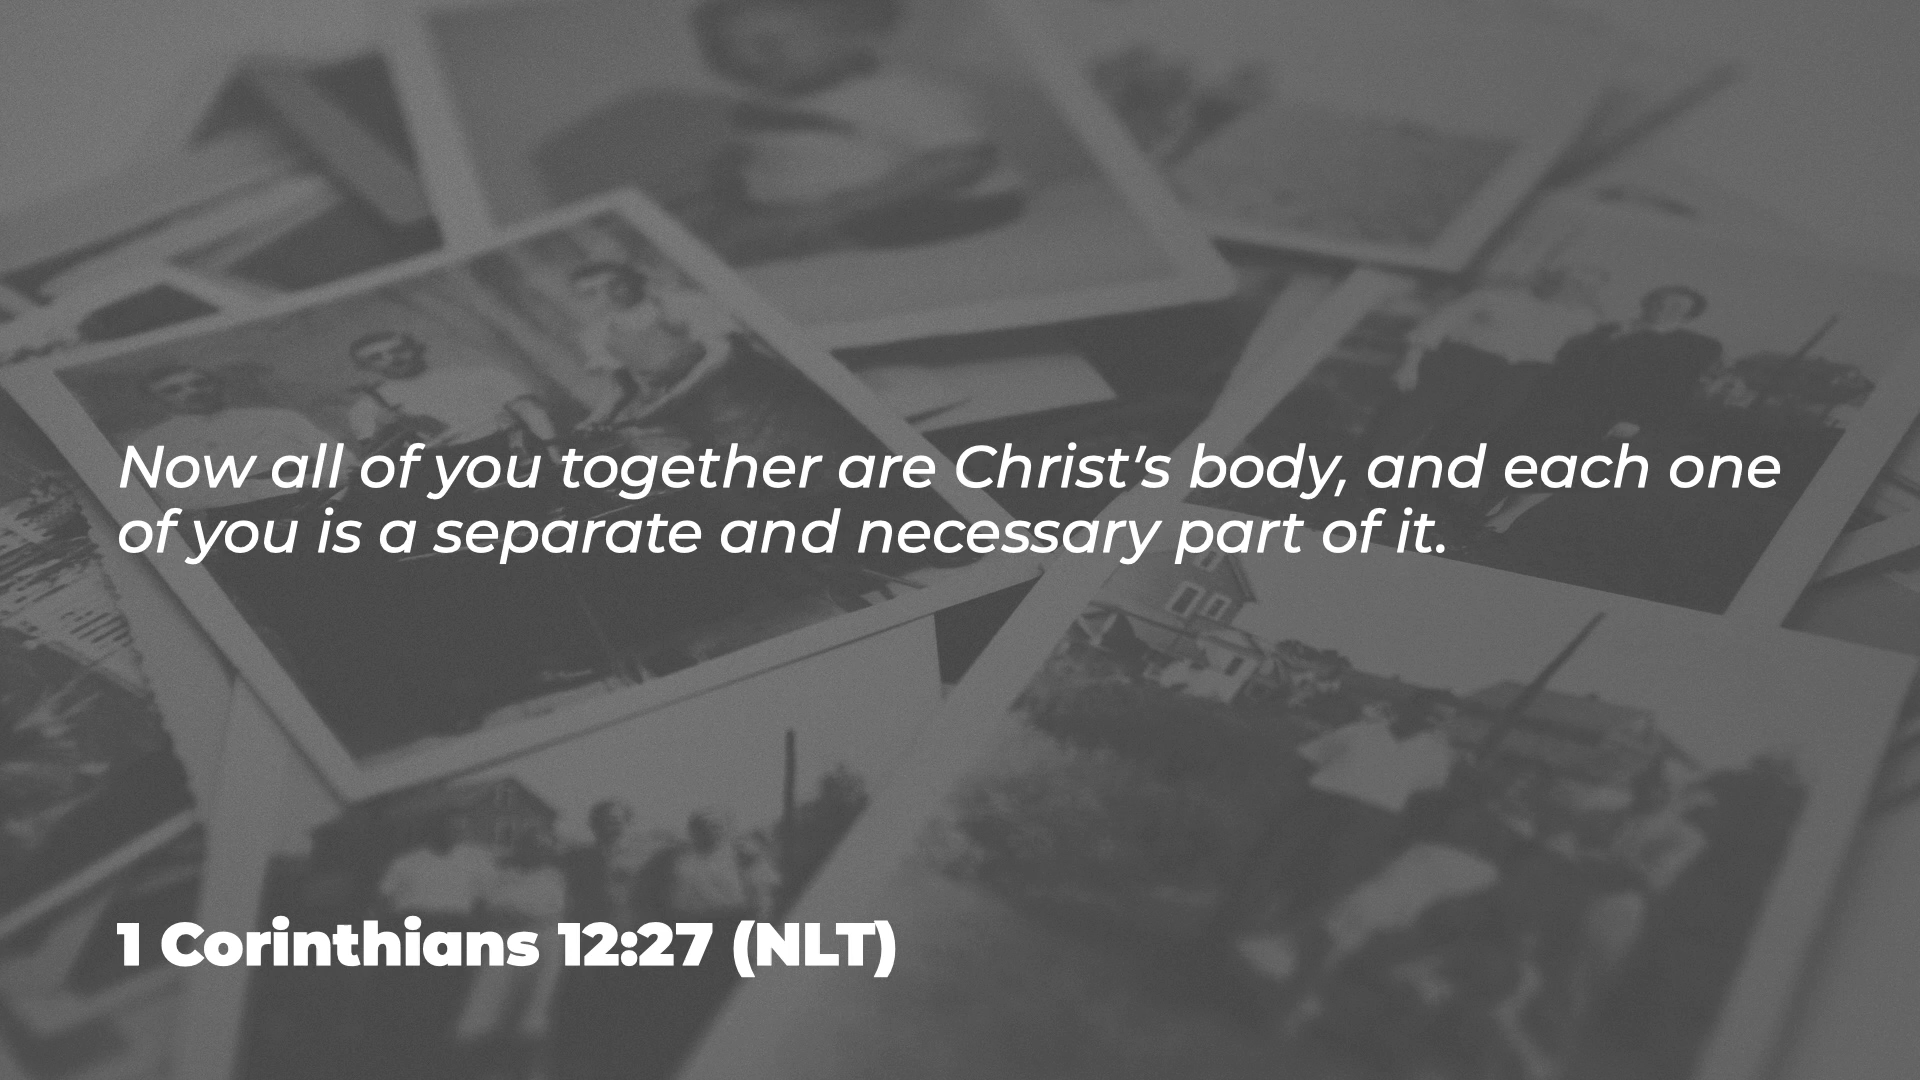 Now all of you together are Christ's body, and each one
of you is a separate and necessary part of it.
1 Corinthians 12:27 (NLT)